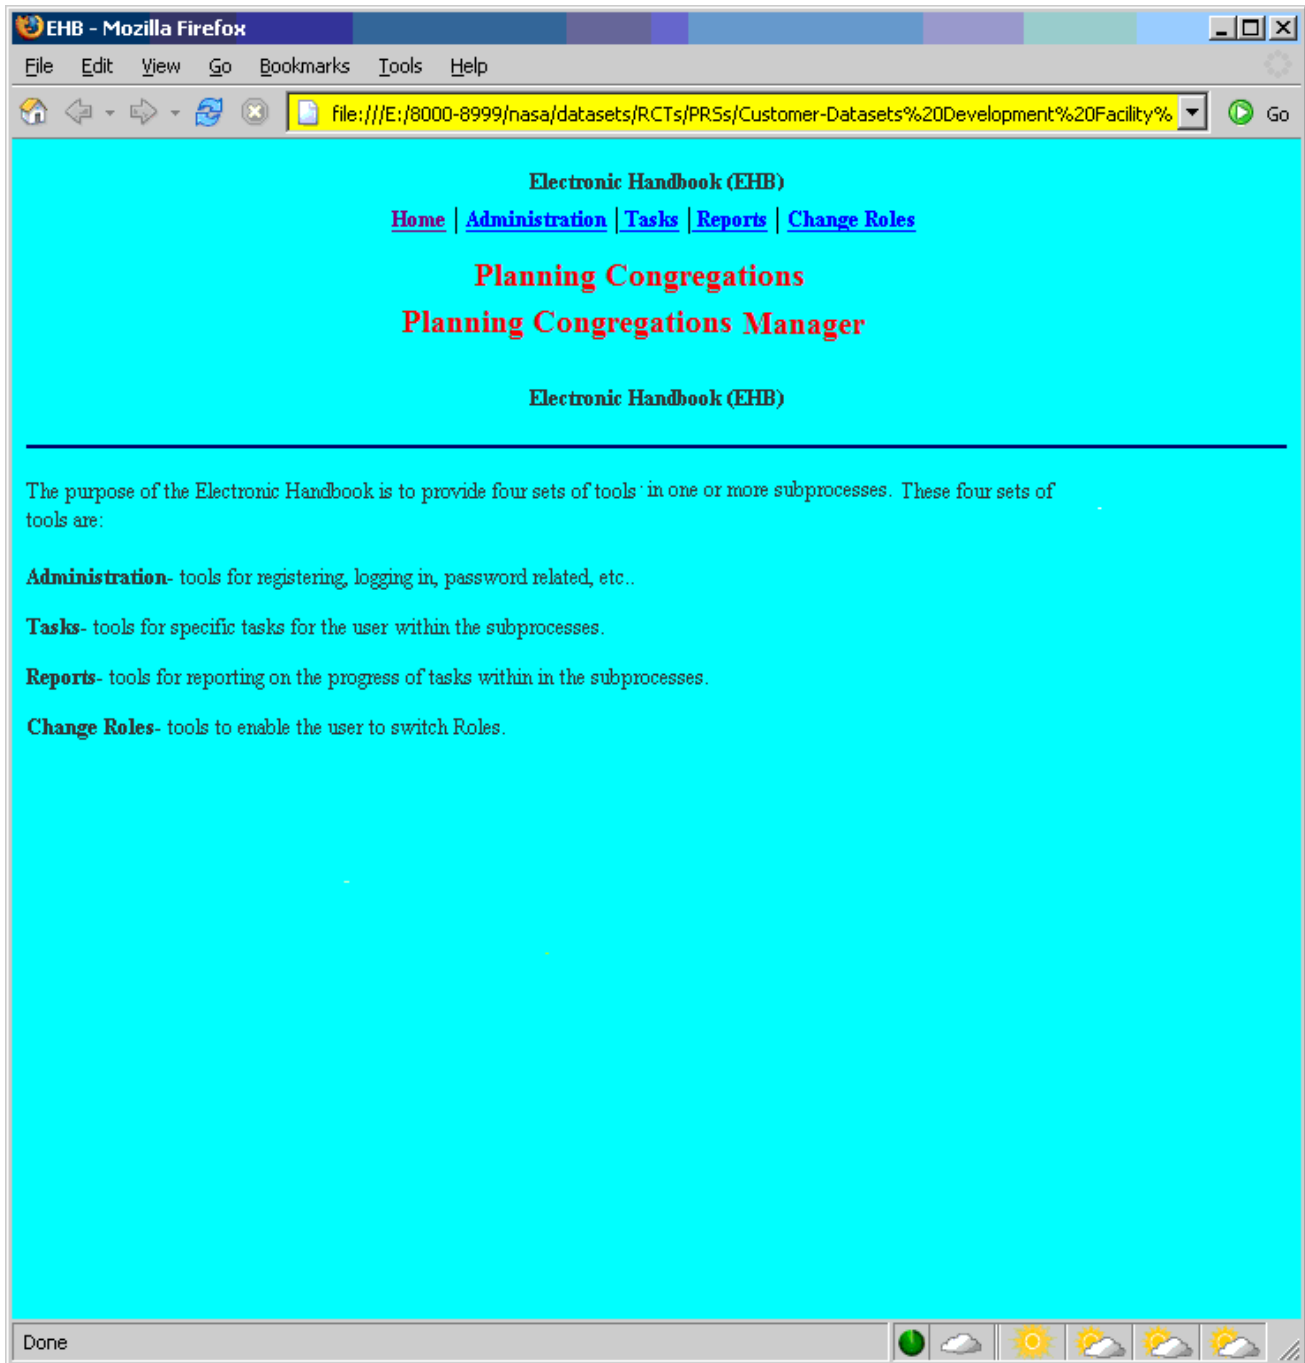 EHB - Mozilla Firefox
File Edit View Go Bookmarks Tools Help
file:///E:/8000-8999/nasa/datasets/RCTs/PRSs/Customer-Datasets%20Development%20Facility% Go
Electronic Handbook (EHB)
Home | Administration | Tasks | Reports | Change Roles
Planning Congregations
Planning Congregations Manager
Electronic Handbook (EHB)
The purpose of the Electronic Handbook is to provide four sets of tools in one or more subprocesses. These four sets of
tools are:
Administration- tools for registering, logging in, password related, etc..
Tasks- tools for specific tasks for the user within the subprocesses.
Reports- tools for reporting on the progress of tasks within in the subprocesses.
Change Roles- tools to enable the user to switch Roles.
Done